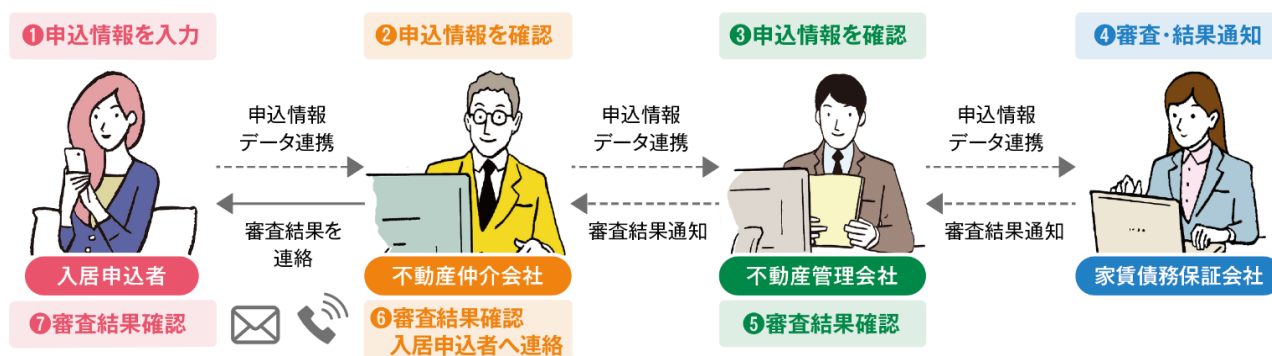 ❶申込情報を入力
❷申込情報を確認
❸申込情報を確認
❹審査・結果通知
申込情報
データ連携
申込情報
データ連携
申込情報
データ連携
審査結果を
連絡
審査結果通知
審査結果通知
入居申込者
不動産仲介会社
不動産管理会社
家賃債務保証会社
❼審査結果確認
❻審査結果確認
入居申込者へ連絡
❺審査結果確認